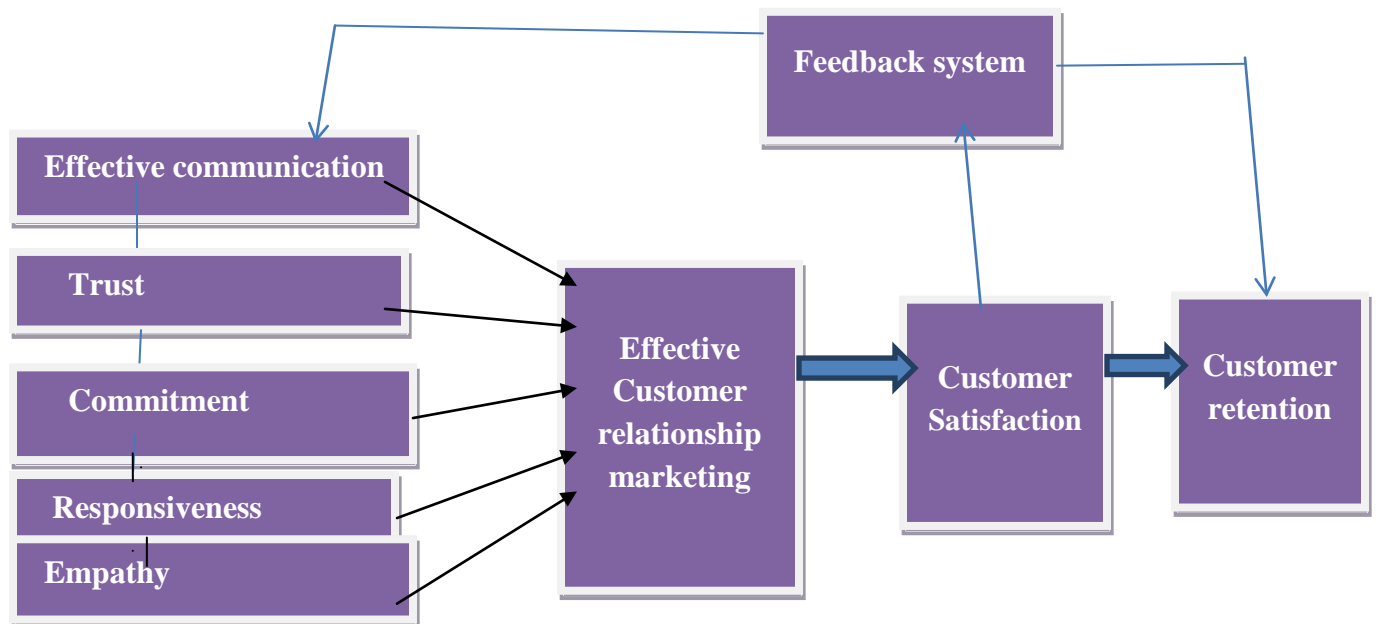 Feedback system
Effective communication
Trust
Commitment
Responsiveness
Empathy
Effective
Customer
relationship
marketing
Customer
Satisfaction
Customer
retention